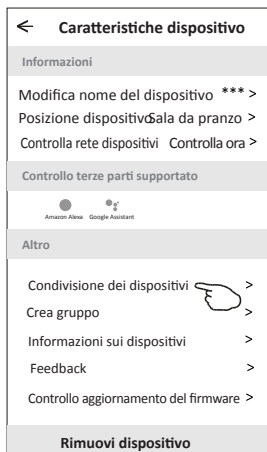 Caratteristiche dispositivo
Informazioni
Modifica nome del dispositivo *** >
Posizione dispositivo Sala da pranzo >
Controlla rete dispositivi Controlla ora >
Controllo terze parti supportato
Amazon Alexa Google Assistant
Altro
Condivisione dei dispositivi >
Crea gruppo >
Informazioni sui dispositivi >
Feedback >
Controllo aggiornamento del firmware >
Rimuovi dispositivo